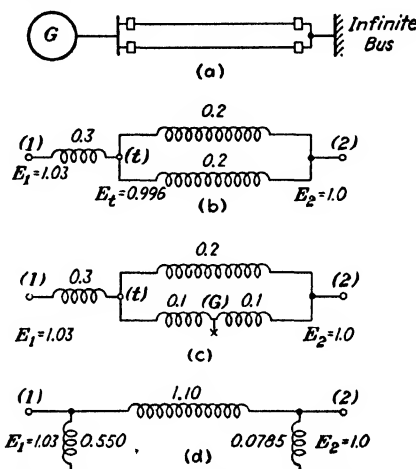 G
Infinite
Bus
(a)
0.2
(1) 0.3 (t) (2)
0.2
E₁=1.03 E_t=0.996 E₂=1.0
(b)
0.2
(1) 0.3 (t) (2)
0.1 (G) 0.1
E₁=1.03 E₂=1.0
(c)
(1) 1.10 (2)
E₁=1.03 0.550 0.0785 E₂=1.0
(d)